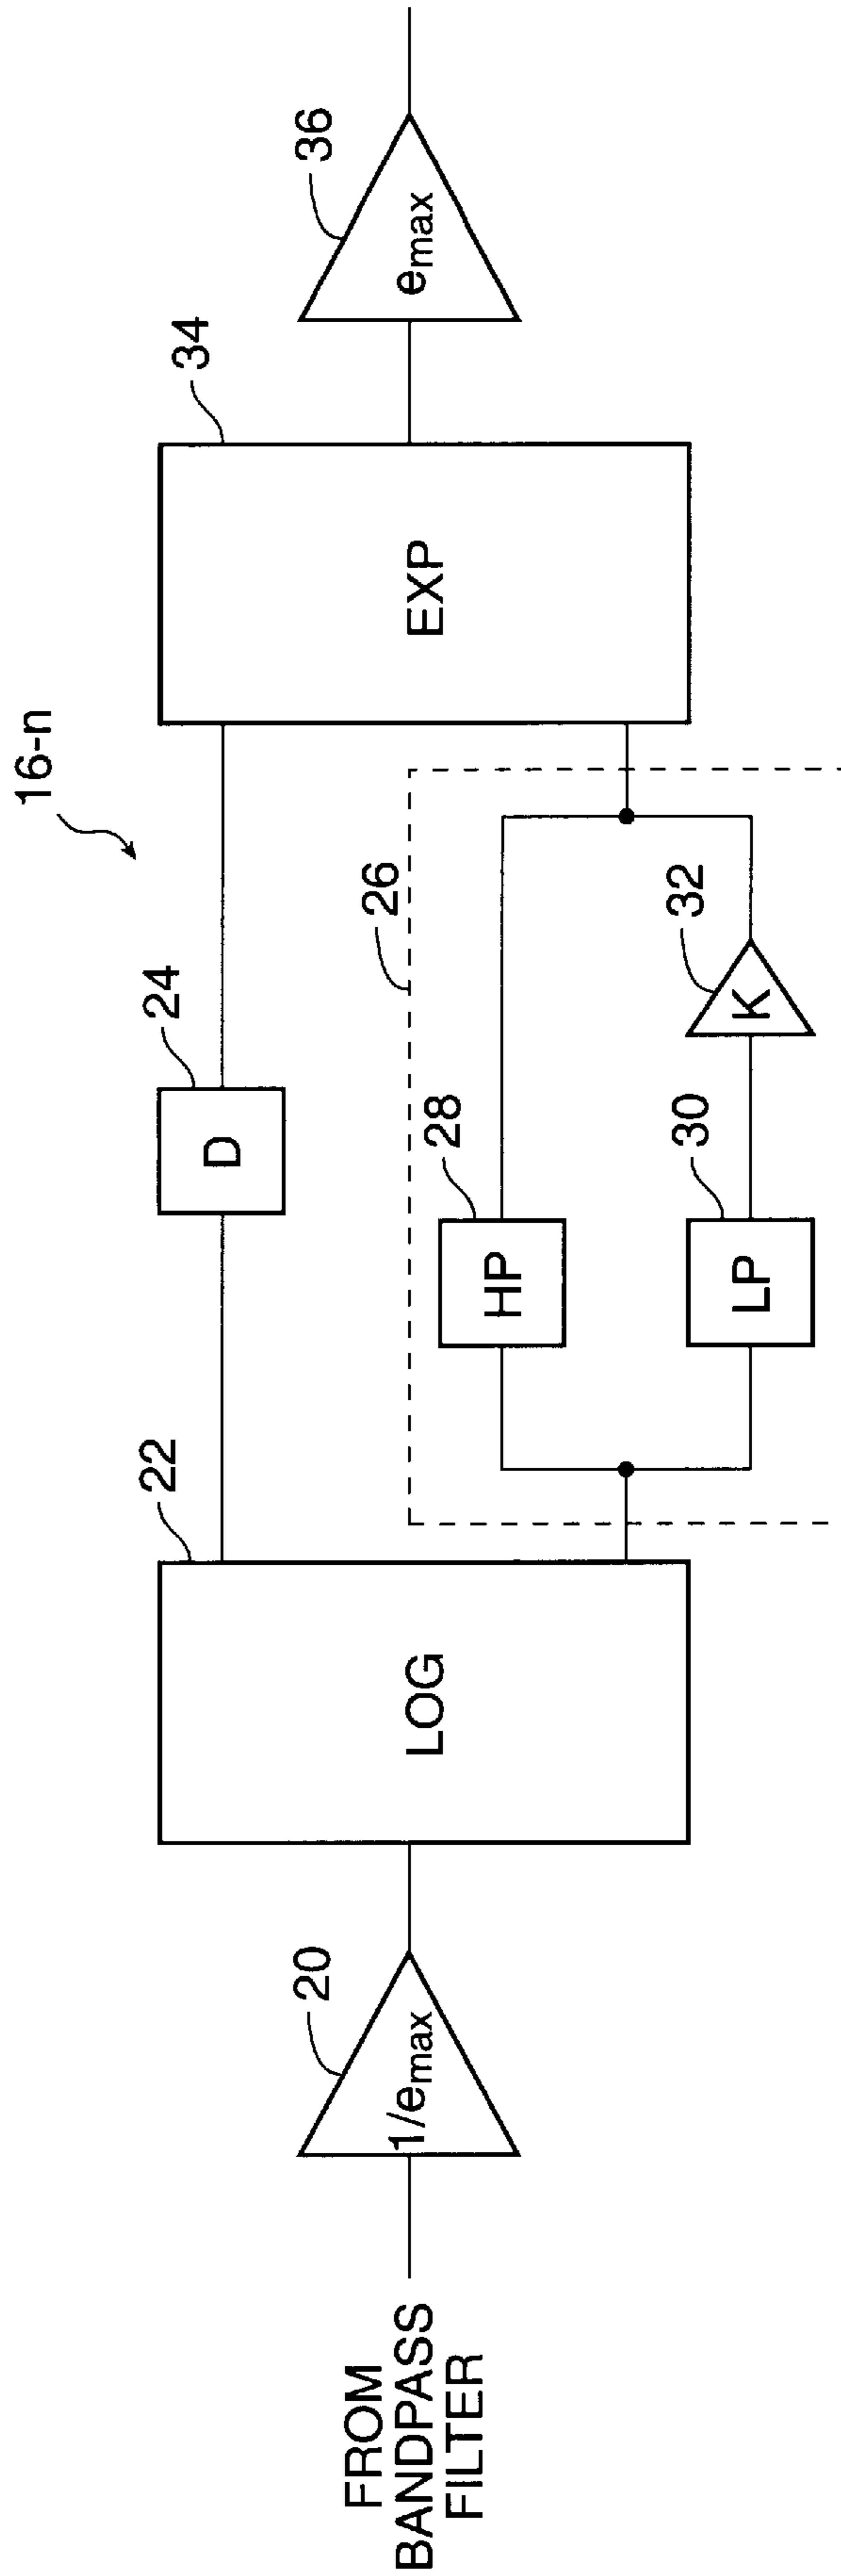 16-n
FROM
BANDPASS
FILTER
1/emax
20
LOG
22
D
24
26
HP
28
LP
30
K
32
EXP
34
emax
36